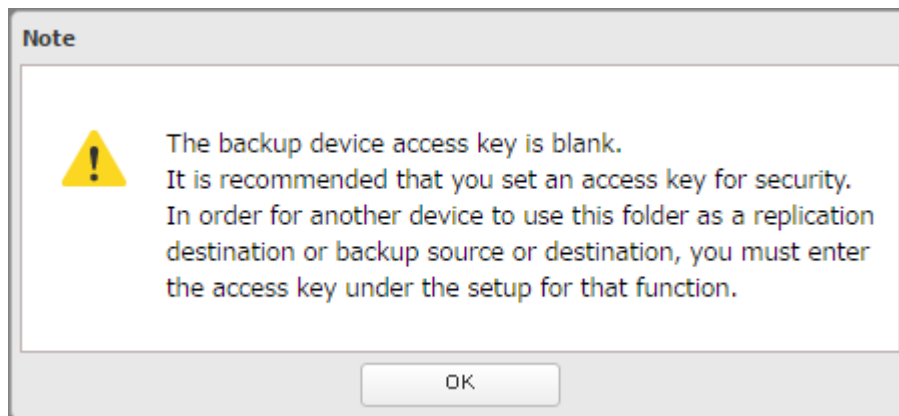 Note
The backup device access key is blank.
It is recommended that you set an access key for security.
In order for another device to use this folder as a replication
destination or backup source or destination, you must enter
the access key under the setup for that function.
OK